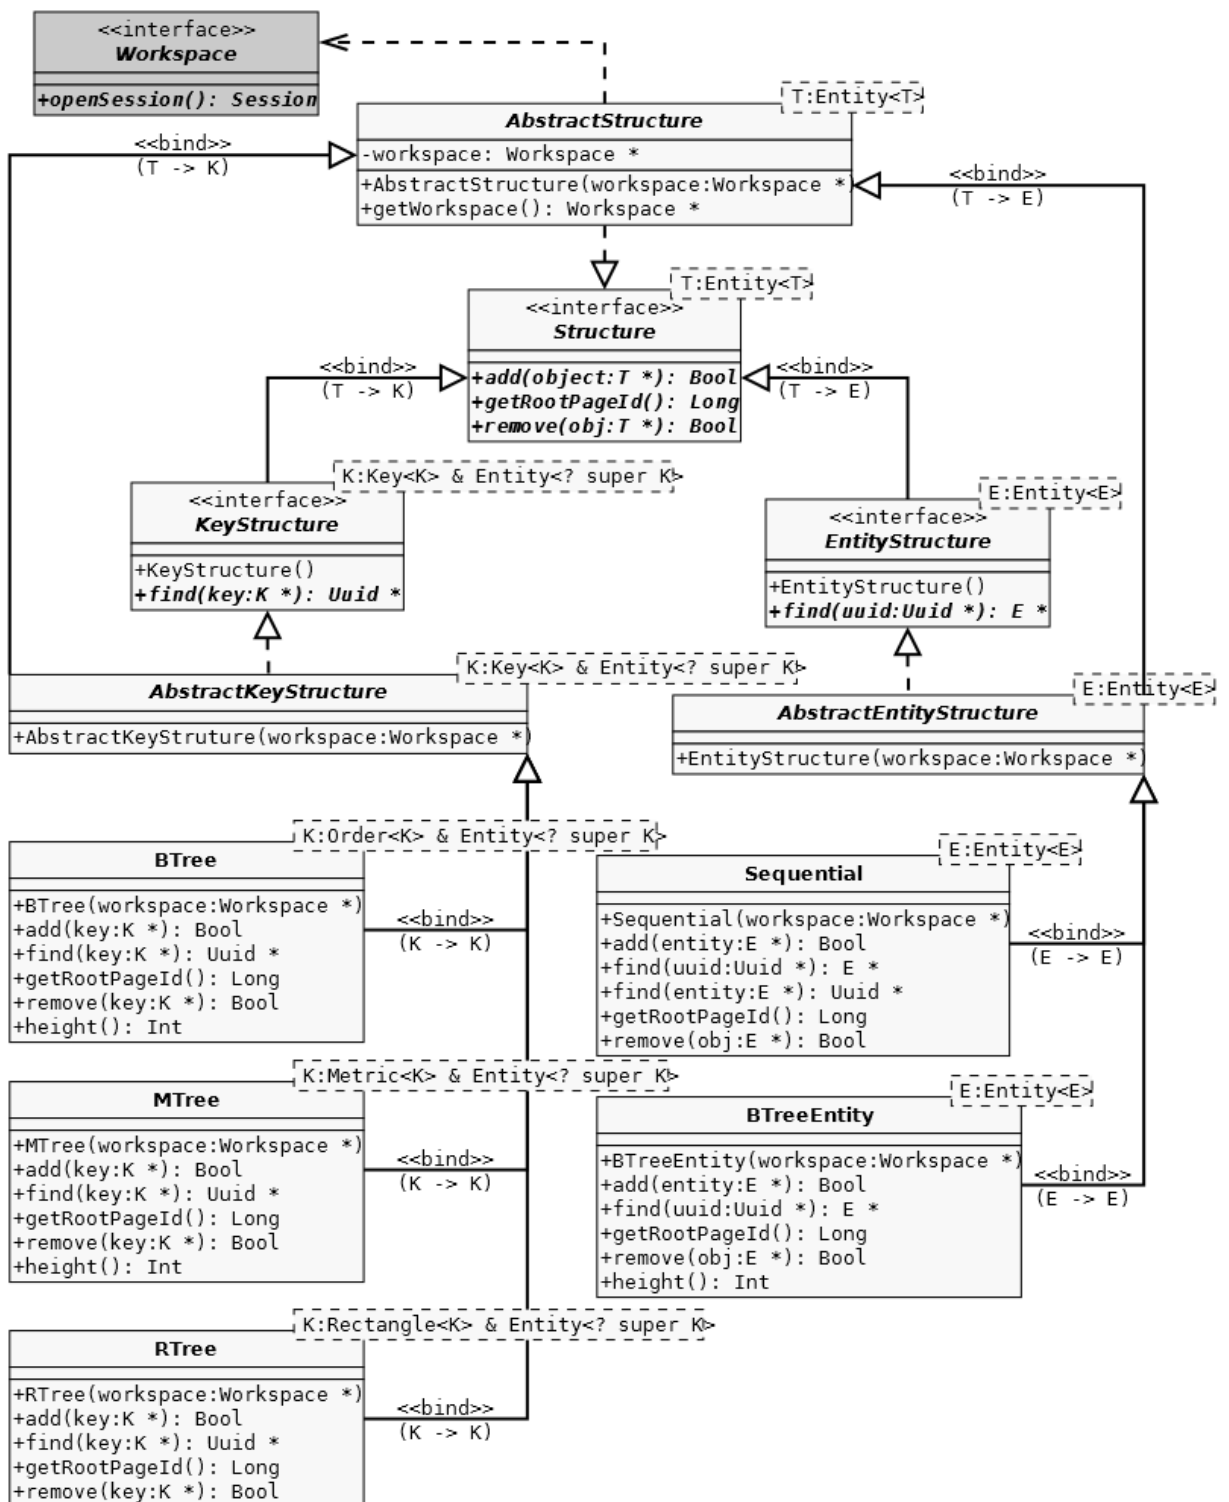 <<interface>>
Workspace
+openSession(): Session
T:Entity<T>
AbstractStructure
-workspace: Workspace *
+AbstractStructure(workspace:Workspace *)
+getWorkspace(): Workspace *
<<bind>>
(T -> K)
<<bind>>
(T -> E)
T:Entity<T>
<<interface>>
Structure
+add(object:T *): Bool
+getRootPageId(): Long
+remove(obj:T *): Bool
<<bind>>
(T -> K)
<<bind>>
(T -> E)
K:Key<K> & Entity<? super K>
<<interface>>
KeyStructure
+KeyStructure()
+find(key:K *): Uuid *
E:Entity<E>
<<interface>>
EntityStructure
+EntityStructure()
+find(uuid:Uuid *): E *
K:Key<K> & Entity<? super K>
AbstractKeyStructure
+AbstractKeyStruture(workspace:Workspace *)
E:Entity<E>
AbstractEntityStructure
+EntityStructure(workspace:Workspace *)
K:Order<K> & Entity<? super K>
BTree
+BTree(workspace:Workspace *)
+add(key:K *): Bool
+find(key:K *): Uuid *
+getRootPageId(): Long
+remove(key:K *): Bool
+height(): Int
<<bind>>
(K -> K)
E:Entity<E>
Sequential
+Sequential(workspace:Workspace *)
+add(entity:E *): Bool
+find(uuid:Uuid *): E *
+find(entity:E *): Uuid *
+getRootPageId(): Long
+remove(obj:E *): Bool
<<bind>>
(E -> E)
K:Metric<K> & Entity<? super K>
MTree
+MTree(workspace:Workspace *)
+add(key:K *): Bool
+find(key:K *): Uuid *
+getRootPageId(): Long
+remove(key:K *): Bool
+height(): Int
<<bind>>
(K -> K)
E:Entity<E>
BTreeEntity
+BTreeEntity(workspace:Workspace *)
+add(entity:E *): Bool
+find(uuid:Uuid *): E *
+getRootPageId(): Long
+remove(obj:E *): Bool
+height(): Int
<<bind>>
(E -> E)
K:Rectangle<K> & Entity<? super K>
RTree
+RTree(workspace:Workspace *)
+add(key:K *): Bool
+find(key:K *): Uuid *
+getRootPageId(): Long
+remove(key:K *): Bool
<<bind>>
(K -> K)